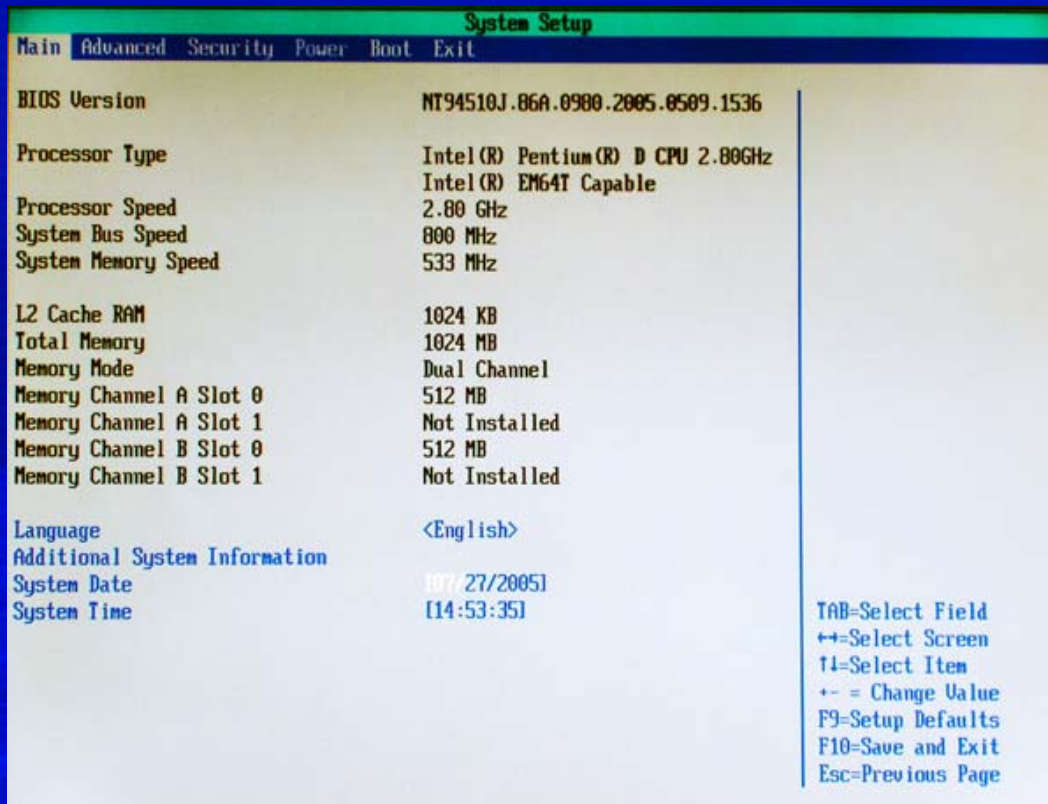 System Setup
Main Advanced Security Power Boot Exit
BIOS Version NT94510J.86A.0980.2005.0509.1536
Processor Type Intel(R) Pentium(R) D CPU 2.80GHz
Intel(R) EM64T Capable
Processor Speed 2.80 GHz
System Bus Speed 800 MHz
System Memory Speed 533 MHz
L2 Cache RAM 1024 KB
Total Memory 1024 MB
Memory Mode Dual Channel
Memory Channel A Slot 0 512 MB
Memory Channel A Slot 1 Not Installed
Memory Channel B Slot 0 512 MB
Memory Channel B Slot 1 Not Installed
Language <English>
Additional System Information
System Date [07/27/2005]
System Time [14:53:35]
TAB=Select Field
↔=Select Screen
↑↓=Select Item
+- = Change Value
F9=Setup Defaults
F10=Save and Exit
Esc=Previous Page